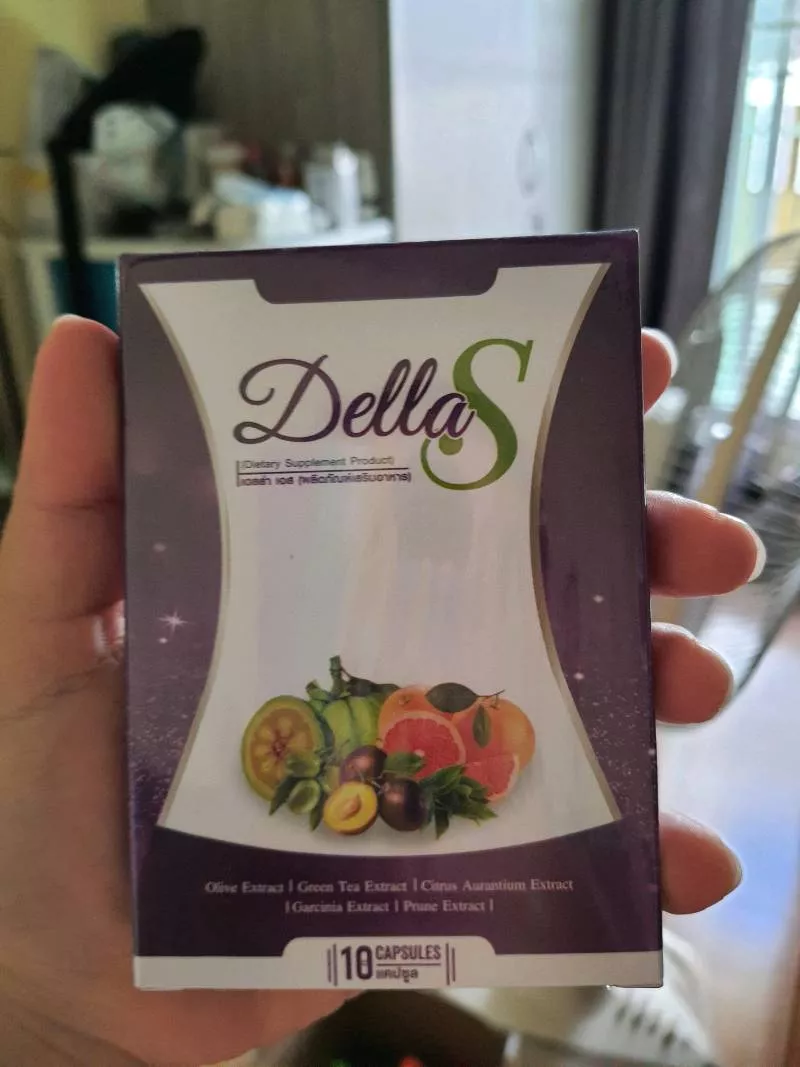 Della S
(Dietary Supplement Product)
เดลล่า เอส (ผลิตภัณฑ์เสริมอาหาร)
Olive Extract | Green Tea Extract | Citrus Aurantium Extract
| Garcinia Extract | Prune Extract |
10 CAPSULES
แคปซูล